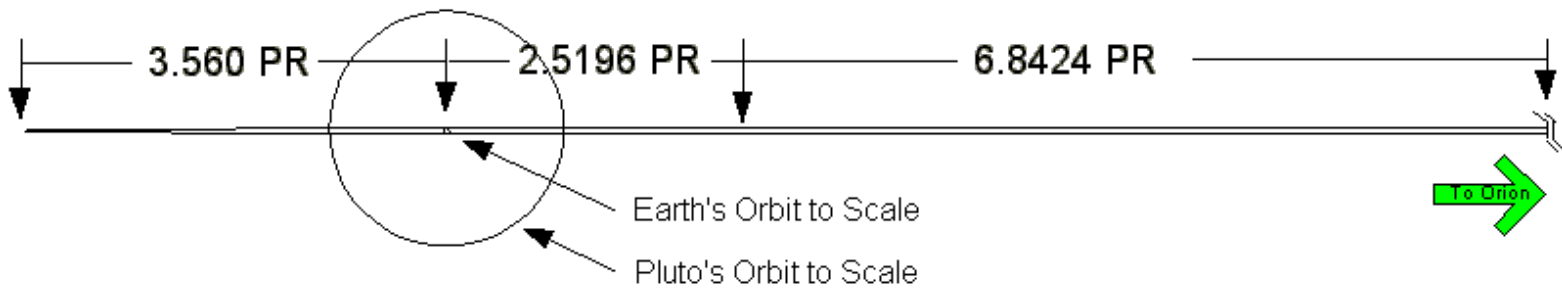 3.560 PR
2.5196 PR
6.8424 PR
To Orion
Earth's Orbit to Scale
Pluto's Orbit to Scale